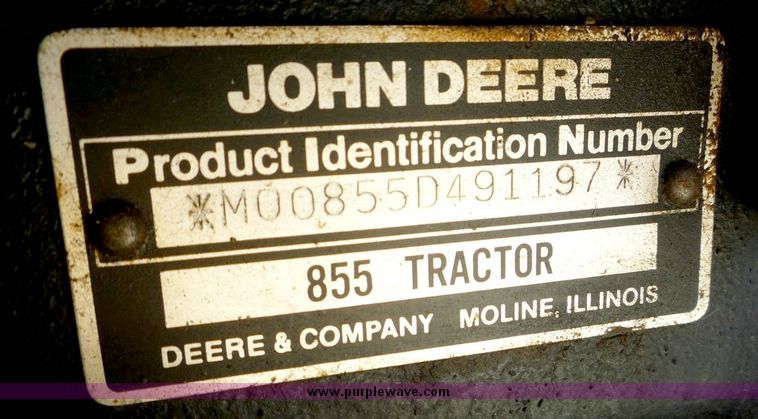 JOHN DEERE
Product Identification Number
*M00855D491197*
855 TRACTOR
DEERE & COMPANY MOLINE, ILLINOIS
www.purplewave.com